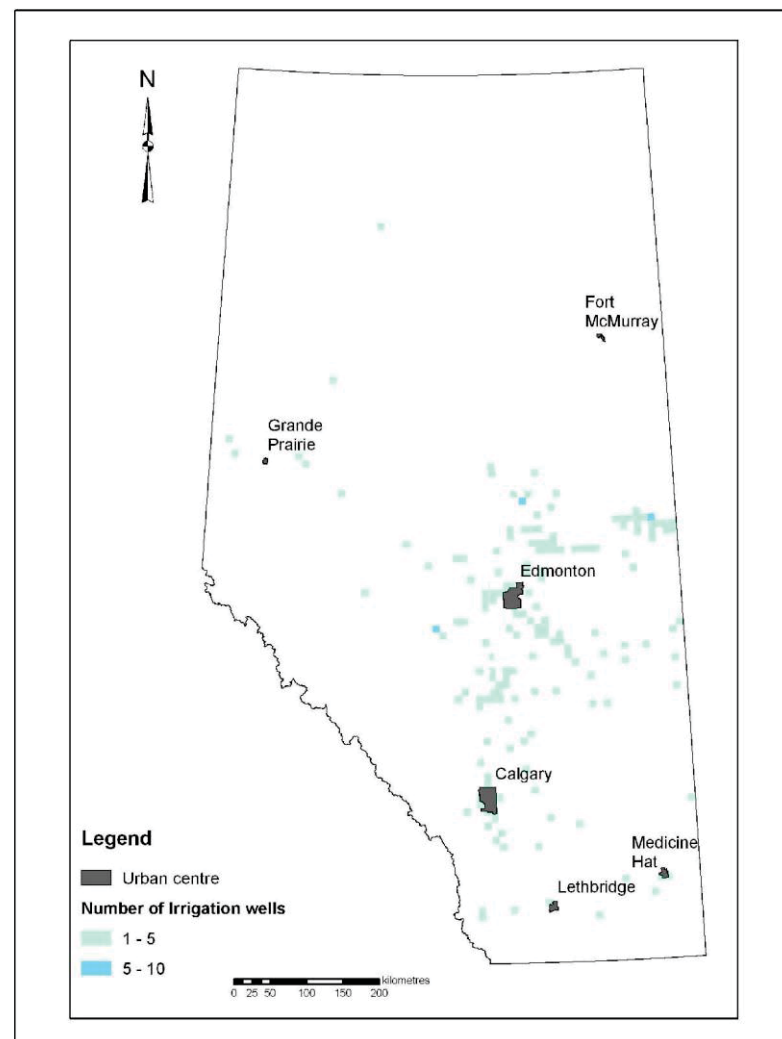 N
Fort
McMurray
Grande
Prairie
Edmonton
Calgary
Medicine
Hat
Lethbridge
Legend
Urban centre
Number of Irrigation wells
1 - 5
5 - 10
kilometres
0 25 50 100 150 200